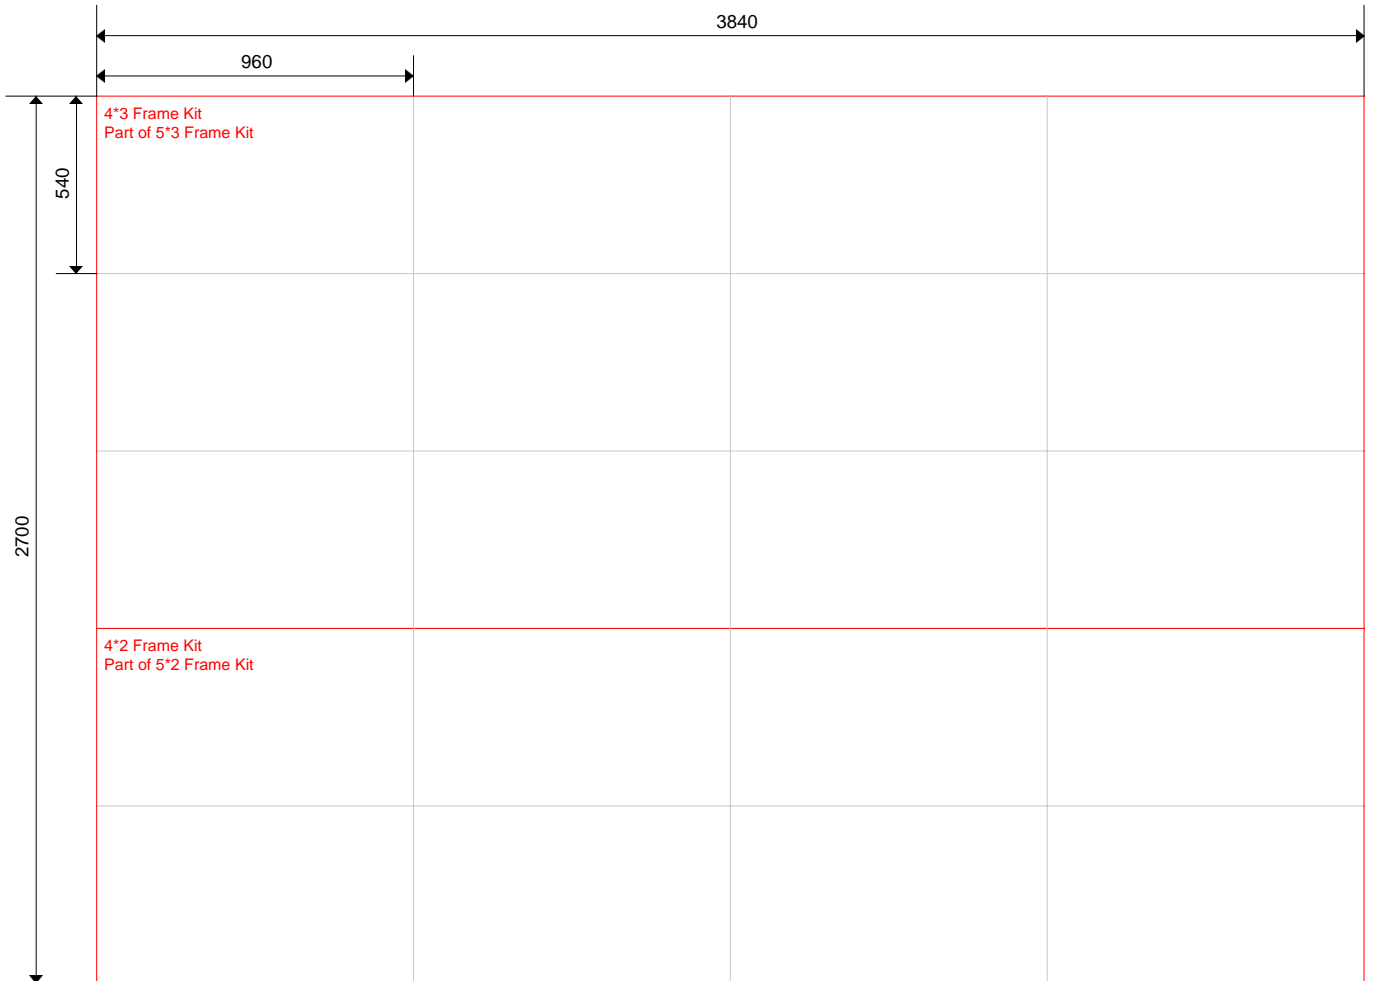 3840
960
4*3 Frame Kit
Part of 5*3 Frame Kit
540
2700
4*2 Frame Kit
Part of 5*2 Frame Kit